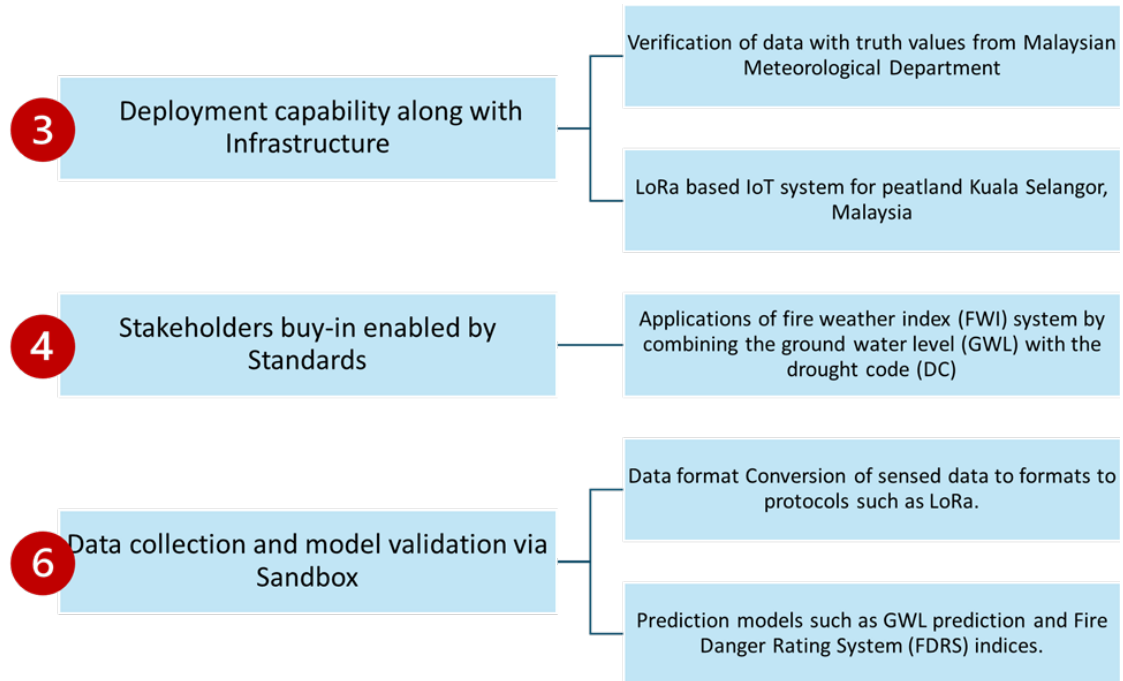 3
Deployment capability along with
Infrastructure
Verification of data with truth values from Malaysian
Meteorological Department
LoRa based IoT system for peatland Kuala Selangor,
Malaysia
4
Stakeholders buy-in enabled by
Standards
Applications of fire weather index (FWI) system by
combining the ground water level (GWL) with the
drought code (DC)
6
Data collection and model validation via
Sandbox
Data format Conversion of sensed data to formats to
protocols such as LoRa.
Prediction models such as GWL prediction and Fire
Danger Rating System (FDRS) indices.